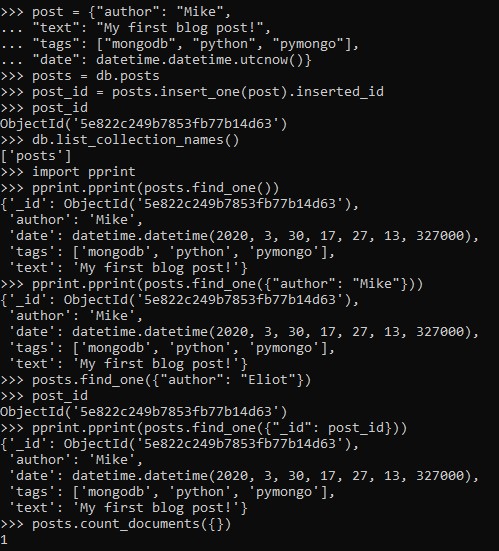 >>> post = {"author": "Mike",
... "text": "My first blog post!",
... "tags": ["mongodb", "python", "pymongo"],
... "date": datetime.datetime.utcnow()}
>>> posts = db.posts
>>> post_id = posts.insert_one(post).inserted_id
>>> post_id
ObjectId('5e822c249b7853fb77b14d63')
>>> db.list_collection_names()
['posts']
>>> import pprint
>>> pprint.pprint(posts.find_one())
{'_id': ObjectId('5e822c249b7853fb77b14d63'),
 'author': 'Mike',
 'date': datetime.datetime(2020, 3, 30, 17, 27, 13, 327000),
 'tags': ['mongodb', 'python', 'pymongo'],
 'text': 'My first blog post!'}
>>> pprint.pprint(posts.find_one({"author": "Mike"}))
{'_id': ObjectId('5e822c249b7853fb77b14d63'),
 'author': 'Mike',
 'date': datetime.datetime(2020, 3, 30, 17, 27, 13, 327000),
 'tags': ['mongodb', 'python', 'pymongo'],
 'text': 'My first blog post!'}
>>> posts.find_one({"author": "Eliot"})
>>> post_id
ObjectId('5e822c249b7853fb77b14d63')
>>> pprint.pprint(posts.find_one({"_id": post_id}))
{'_id': ObjectId('5e822c249b7853fb77b14d63'),
 'author': 'Mike',
 'date': datetime.datetime(2020, 3, 30, 17, 27, 13, 327000),
 'tags': ['mongodb', 'python', 'pymongo'],
 'text': 'My first blog post!'}
>>> posts.count_documents({})
1